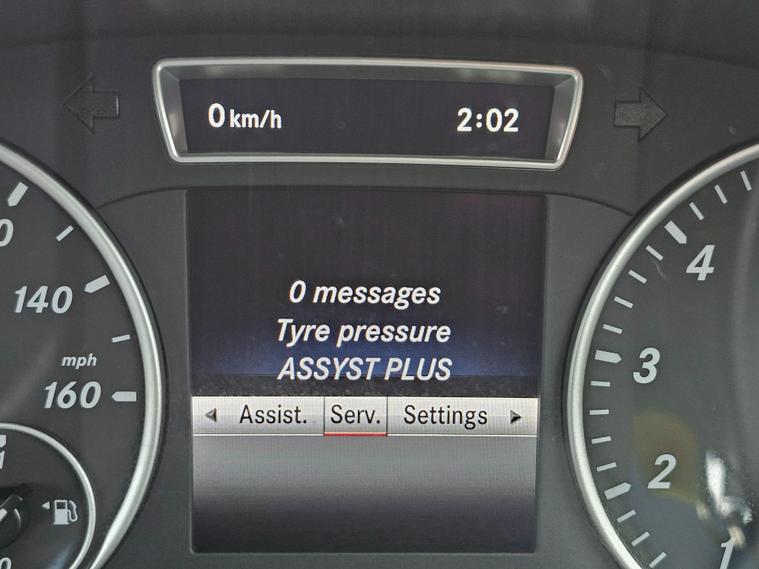 0 km/h 2:02
0 messages
Tyre pressure
ASSYST PLUS
Assist. Serv. Settings
140
mph
160
4
3
2
1